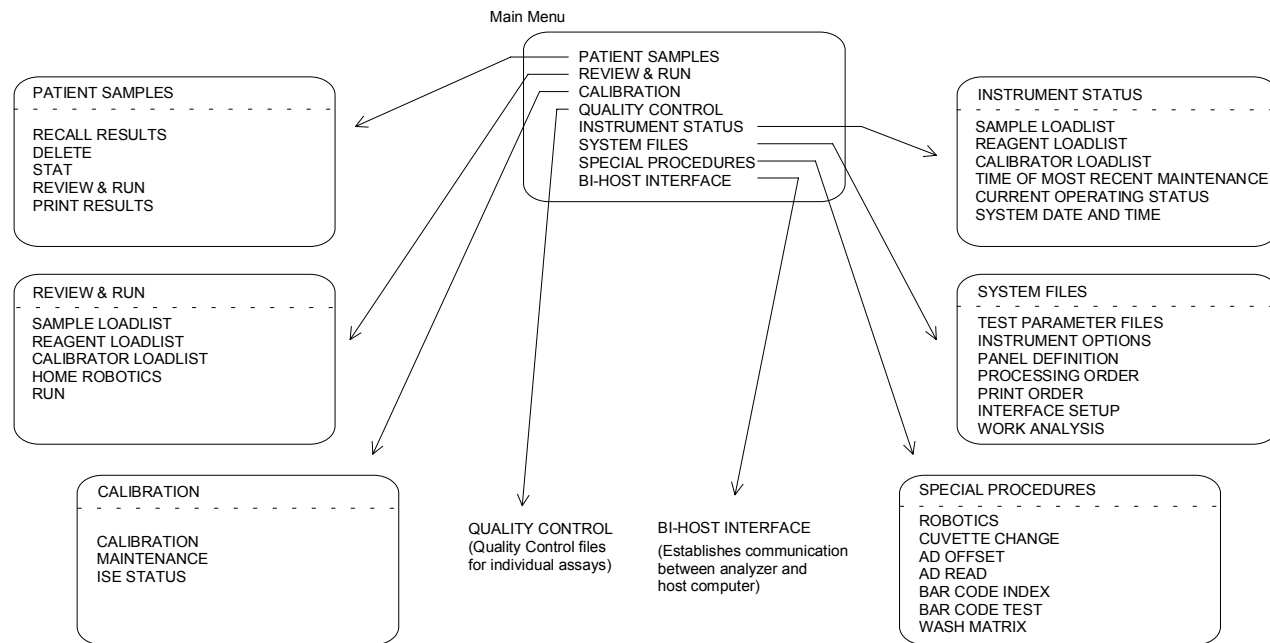 Main Menu
PATIENT SAMPLES
REVIEW & RUN
CALIBRATION
QUALITY CONTROL
INSTRUMENT STATUS
SYSTEM FILES
SPECIAL PROCEDURES
BI-HOST INTERFACE
PATIENT SAMPLES
RECALL RESULTS
DELETE
STAT
REVIEW & RUN
PRINT RESULTS
INSTRUMENT STATUS
SAMPLE LOADLIST
REAGENT LOADLIST
CALIBRATOR LOADLIST
TIME OF MOST RECENT MAINTENANCE
CURRENT OPERATING STATUS
SYSTEM DATE AND TIME
REVIEW & RUN
SAMPLE LOADLIST
REAGENT LOADLIST
CALIBRATOR LOADLIST
HOME ROBOTICS
RUN
SYSTEM FILES
TEST PARAMETER FILES
INSTRUMENT OPTIONS
PANEL DEFINITION
PROCESSING ORDER
PRINT ORDER
INTERFACE SETUP
WORK ANALYSIS
CALIBRATION
CALIBRATION
MAINTENANCE
ISE STATUS
QUALITY CONTROL
(Quality Control files
for individual assays)
BI-HOST INTERFACE
(Establishes communication
between analyzer and
host computer)
SPECIAL PROCEDURES
ROBOTICS
CUVETTE CHANGE
AD OFFSET
AD READ
BAR CODE INDEX
BAR CODE TEST
WASH MATRIX